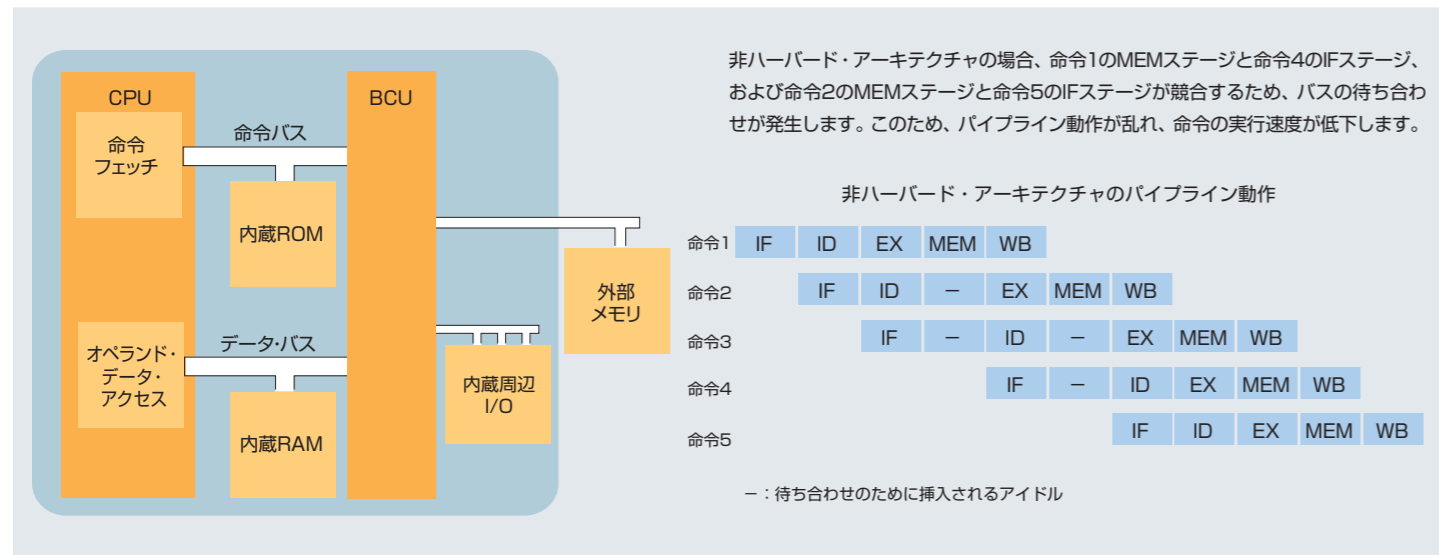 CPU
命令
フェッチ
命令バス
内蔵ROM
オペランド・
データ・
アクセス
データ・バス
内蔵RAM
BCU
外部
メモリ
内蔵周辺
I/O
非ハーバード・アーキテクチャの場合、命令1のMEMステージと命令4のIFステージ、
および命令2のMEMステージと命令5のIFステージが競合するため、バスの待ち合わ
せが発生します。このため、パイプライン動作が乱れ、命令の実行速度が低下します。
非ハーバード・アーキテクチャのパイプライン動作
命令1 IF ID EX MEM WB
命令2 IF ID − EX MEM WB
命令3 IF − ID − EX MEM WB
命令4 IF − ID EX MEM WB
命令5 IF ID EX MEM WB
−：待ち合わせのために挿入されるアイドル